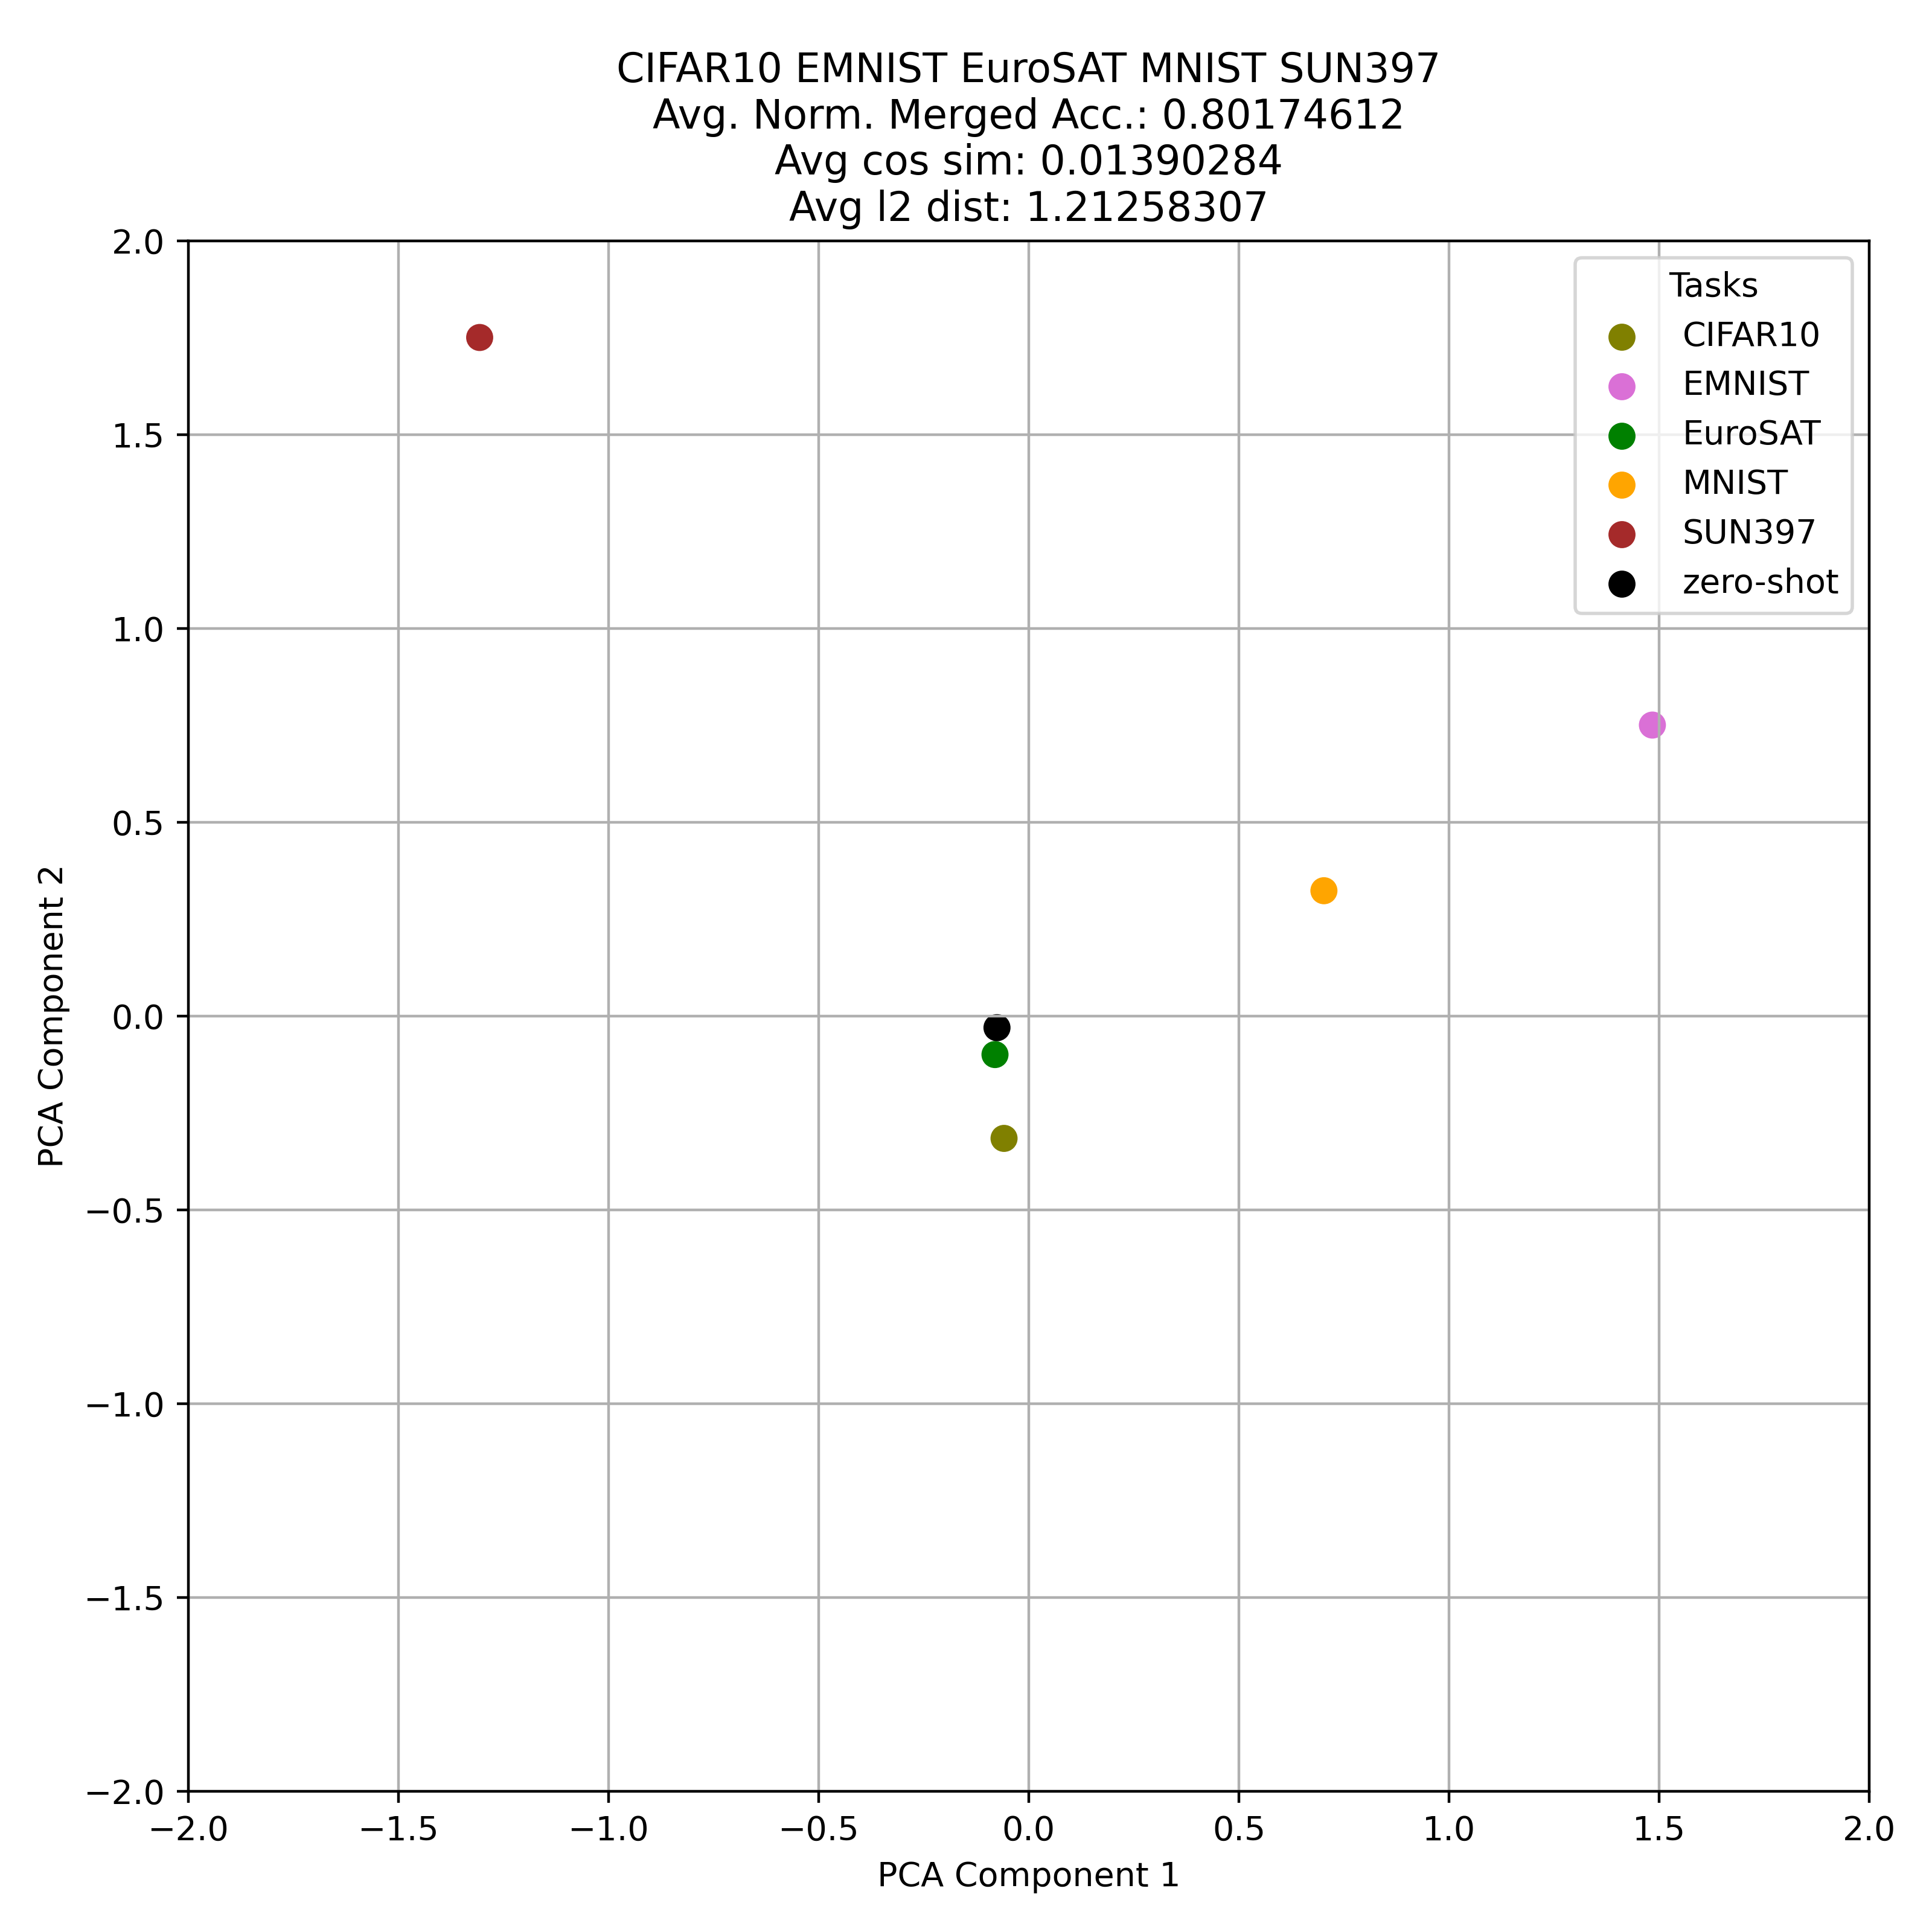 CIFAR10 EMNIST EuroSAT MNIST SUN397
Avg. Norm. Merged Acc.: 0.80174612
Avg cos sim: 0.01390284
Avg l2 dist: 1.21258307
Tasks
CIFAR10
EMNIST
EuroSAT
MNIST
SUN397
zero-shot
PCA Component 2
2.0
1.5
1.0
0.5
0.0
−0.5
−1.0
−1.5
−2.0
−2.0 −1.5 −1.0 −0.5 0.0 0.5 1.0 1.5 2.0
PCA Component 1